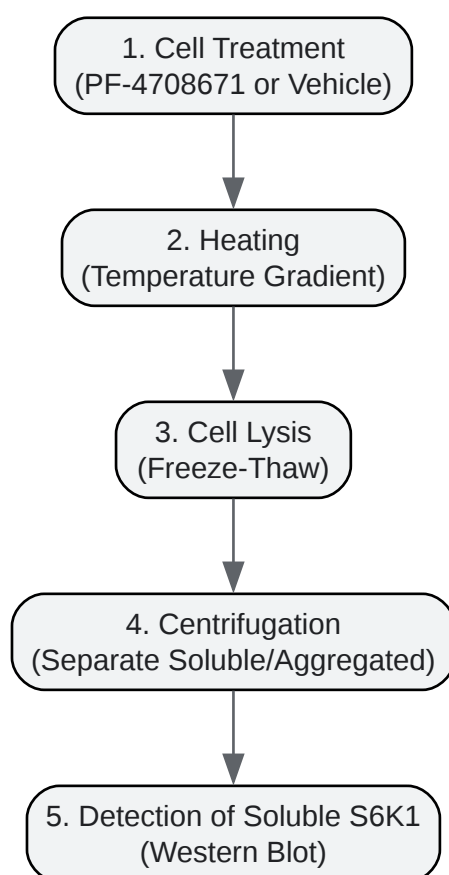 1. Cell Treatment
(PF-4708671 or Vehicle)
2. Heating
(Temperature Gradient)
3. Cell Lysis
(Freeze-Thaw)
4. Centrifugation
(Separate Soluble/Aggregated)
5. Detection of Soluble S6K1
(Western Blot)